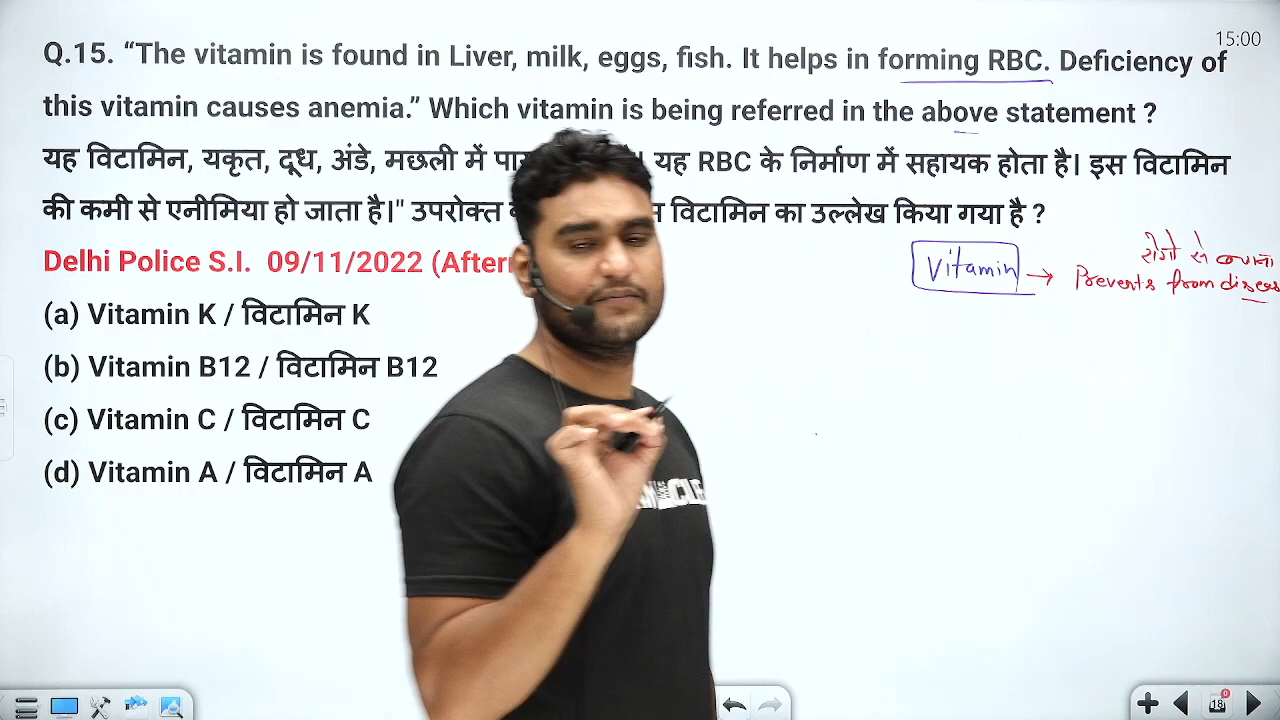 15:00
Q.15. “The vitamin is found in Liver, milk, eggs, fish. It helps in forming RBC. Deficiency of
this vitamin causes anemia.” Which vitamin is being referred in the above statement ?
यह विटामिन, यकृत, दूध, अंडे, मछली में यह RBC के निर्माण में सहायक होता है। इस विटामिन
की कमी से एनीमिया हो जाता है।" उपरोक्त विटामिन का उल्लेख किया गया है ?
Delhi Police S.I. 09/11/2022
रोगो से बचाना
Vitamin → Prevents from
(a) Vitamin K / विटामिन K
(b) Vitamin B12 / विटामिन B12
(c) Vitamin C / विटामिन C
(d) Vitamin A / विटामिन A
18